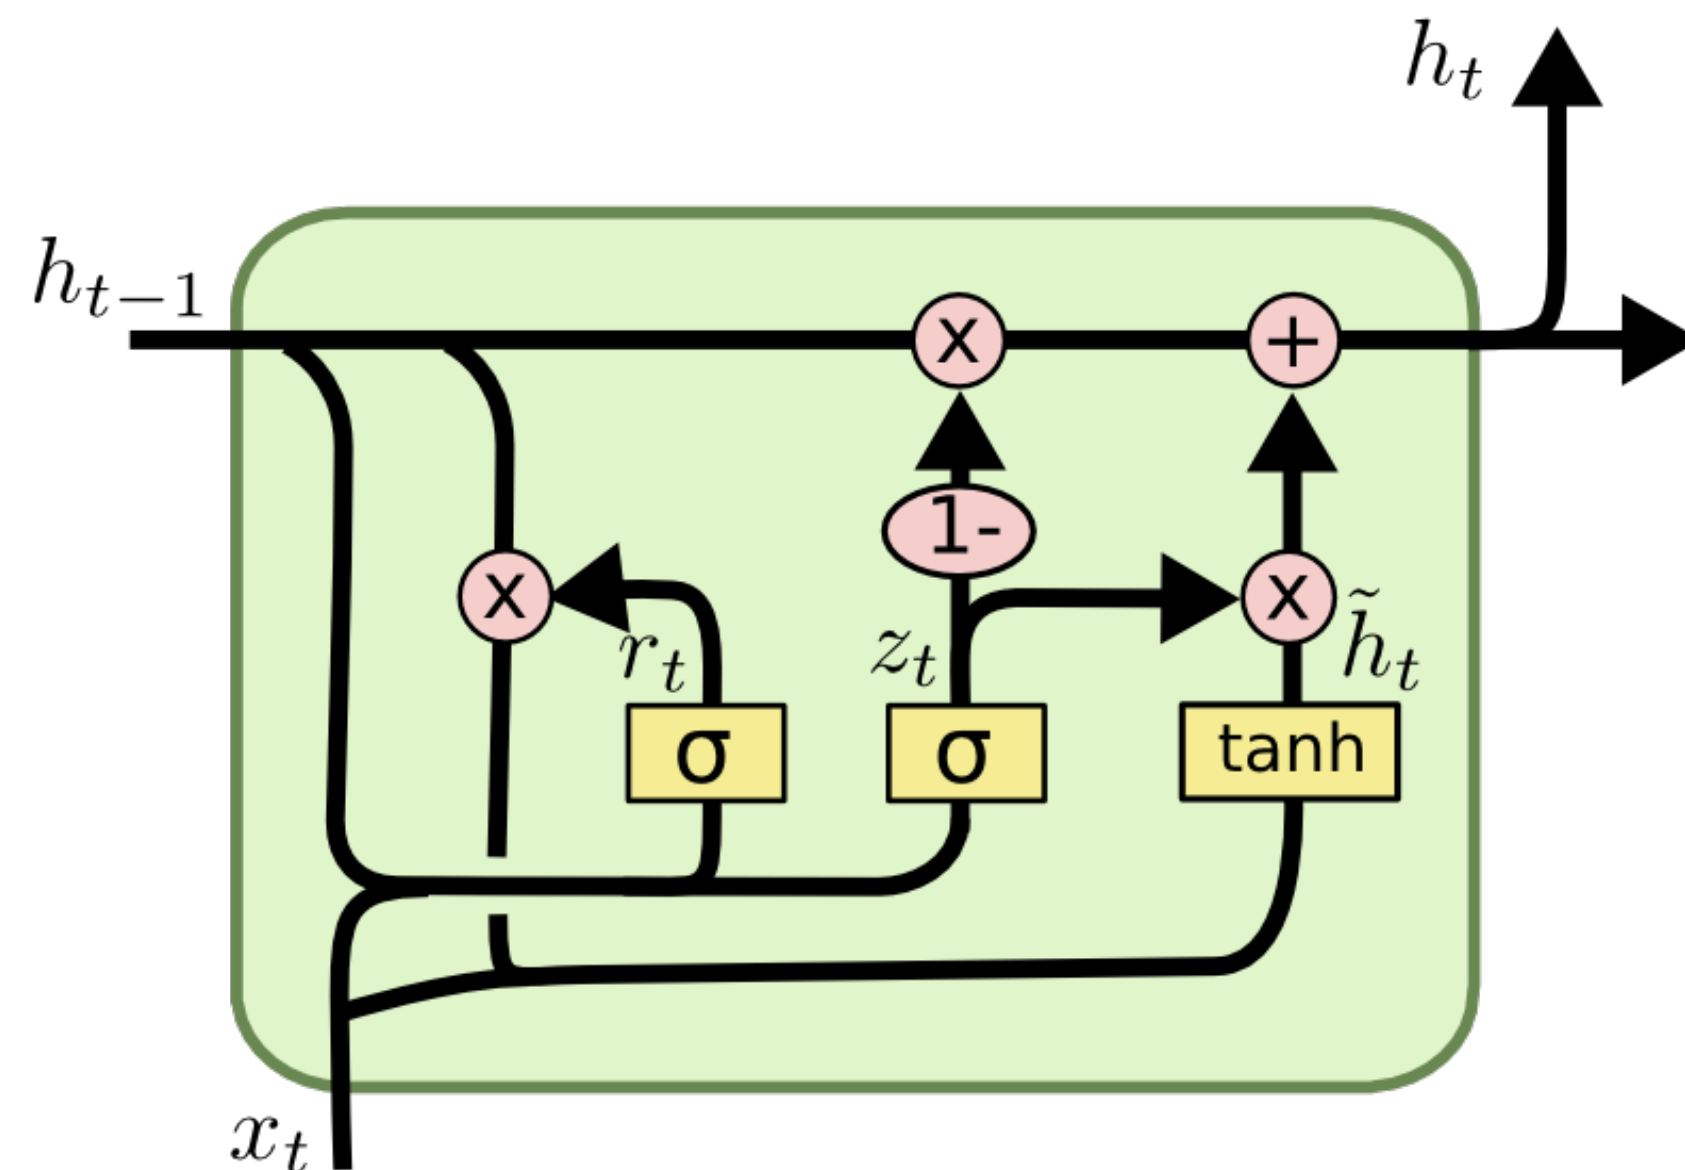 h_t
h_{t−1}
x +
1-
x x
r_t z_t h̃_t
σ σ tanh
x_t